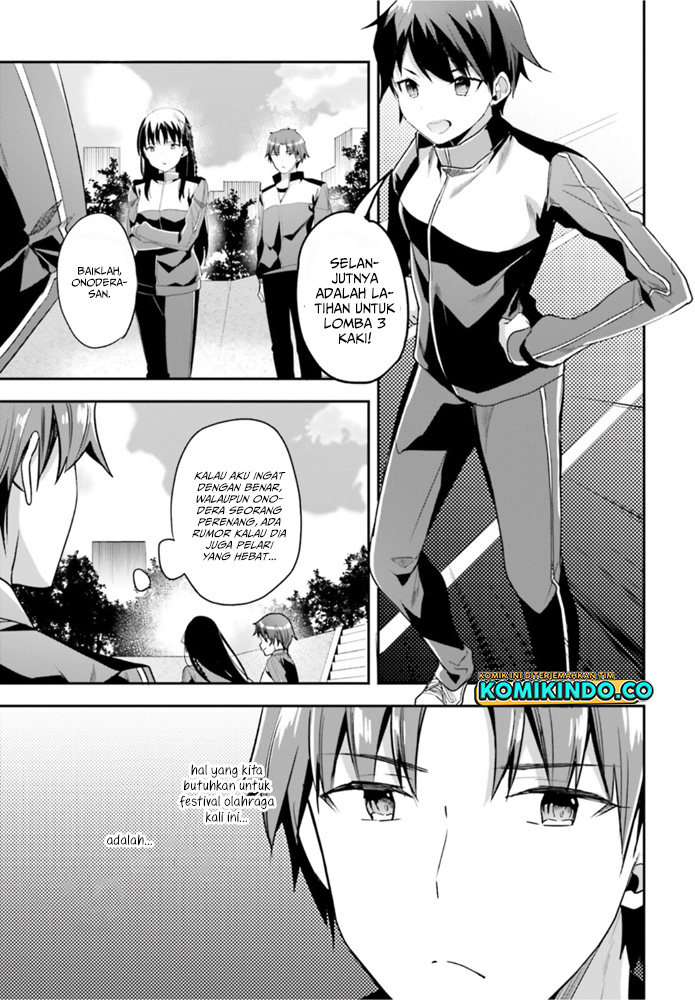 SELAN-
JUTNYA
ADALAH LA-
TIHAN UNTUK
LOMBA 3
KAKI!
BAIKLAH,
ONODERA-
SAN.
KALAU AKU INGAT
DENGAN BENAR,
WALAUPUN ONO-
DERA SEORANG
PERENANG, ADA
RUMOR KALAU DIA
JUGA PELARI
YANG HEBAT...
KOMIK INI DITERJEMAHKAN TIM
KOMIKINDO.CO
hal yang kita
butuhkan untuk
festival olahraga
kali ini...
adalah...